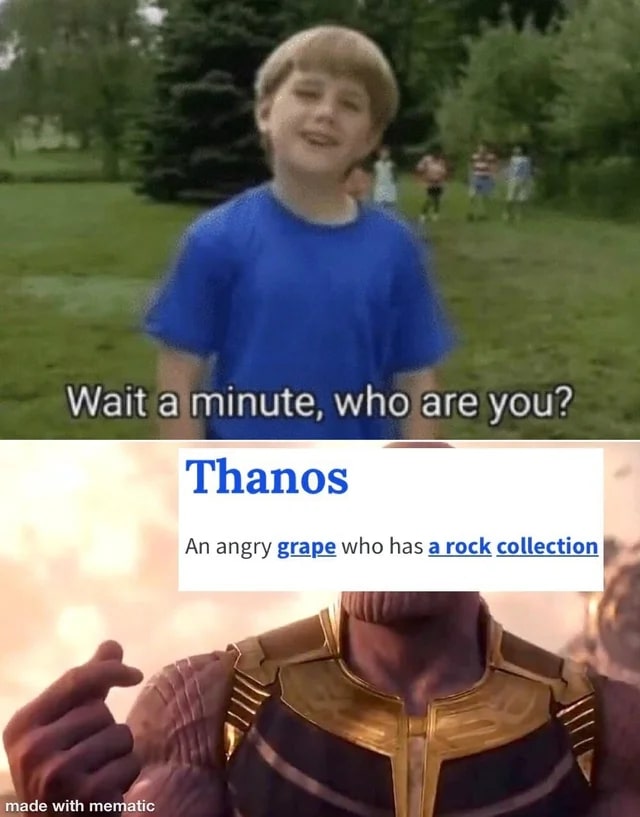 Wait a minute, who are you?
Thanos
An angry grape who has a rock collection
made with mematic